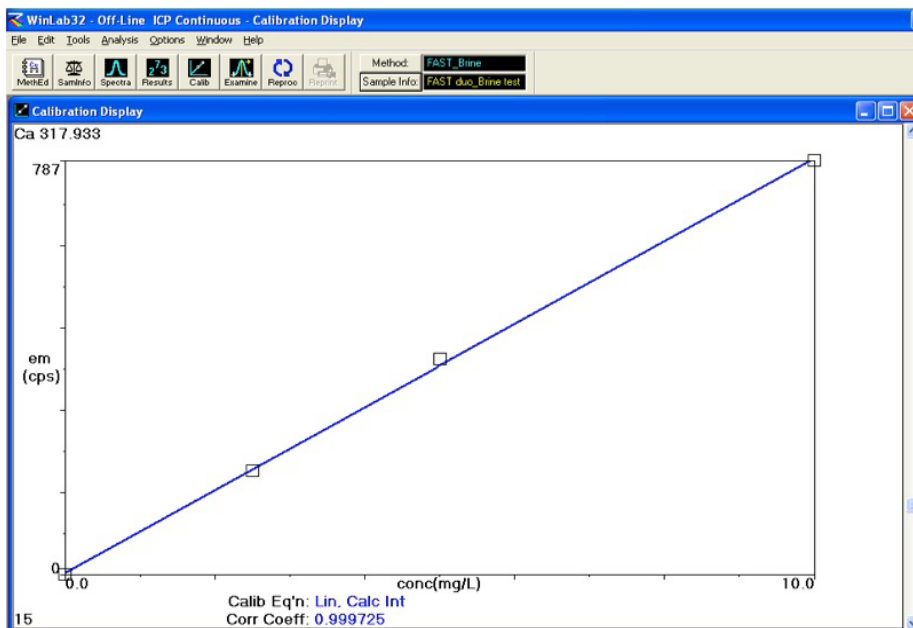 WinLab32 - Off-Line ICP Continuous - Calibration Display
File Edit Tools Analysis Options Window Help
MethEd SamInfo Spectra Results Calib Examine Reproc Reprint
Method: FAST_Brine
Sample Info: FAST duo_Brine test
Calibration Display
Ca 317.933
787
em
(cps)
0
0.0 conc(mg/L) 10.0
Calib Eq'n: Lin, Calc Int
15 Corr Coeff: 0.999725